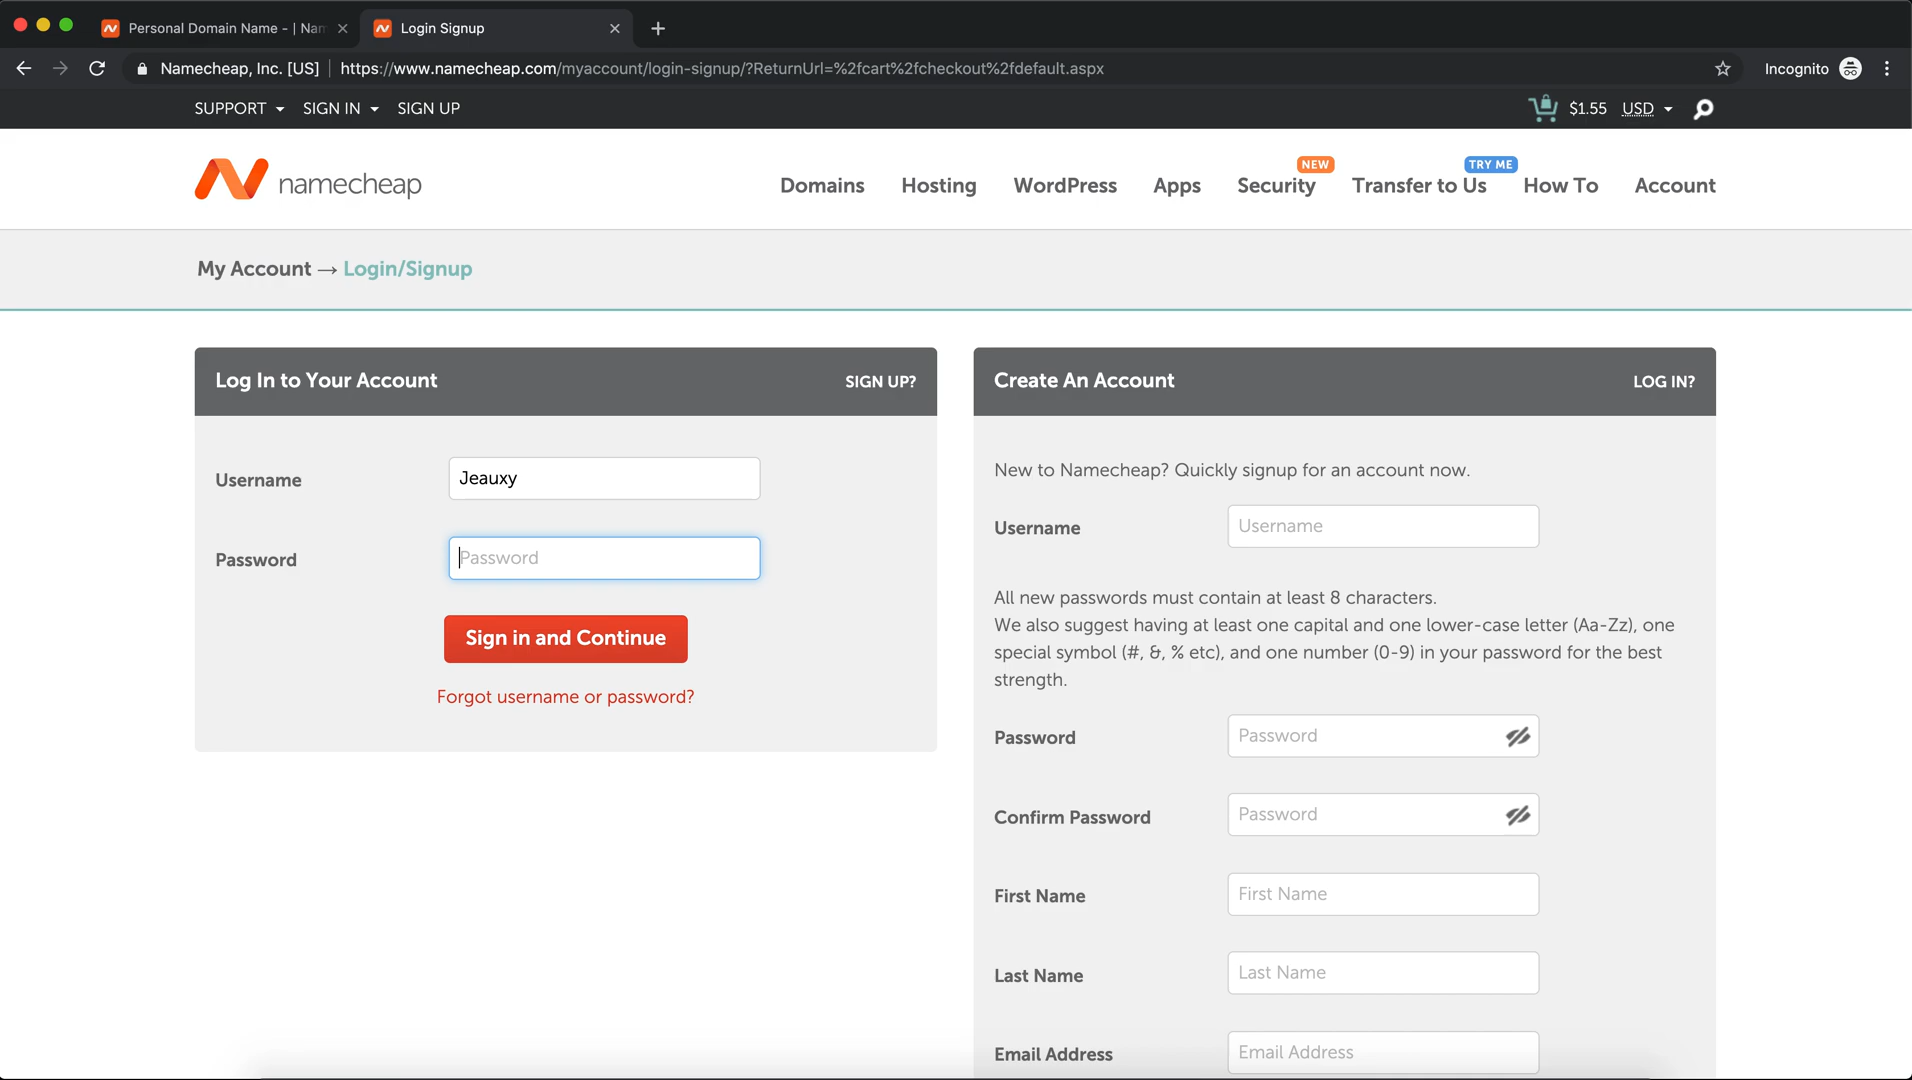 Personal Domain Name - | Nam
Login Signup
Namecheap, Inc. [US]
https://www.namecheap.com/myaccount/login-signup/?ReturnUrl=%2fcart%2fcheckout%2fdefault.aspx
Incognito
SUPPORT
SIGN IN
SIGN UP
$1.55
USD
namecheap
Domains
Hosting
WordPress
Apps
NEW
Security
TRY ME
Transfer to Us
How To
Account
My Account → Login/Signup
Log In to Your Account
SIGN UP?
Username
Jeauxy
Password
Password
Sign in and Continue
Forgot username or password?
Create An Account
LOG IN?
New to Namecheap? Quickly signup for an account now.
Username
Username
All new passwords must contain at least 8 characters.
We also suggest having at least one capital and one lower-case letter (Aa-Zz), one
special symbol (#, &, % etc), and one number (0-9) in your password for the best
strength.
Password
Password
Confirm Password
Password
First Name
First Name
Last Name
Last Name
Email Address
Email Address